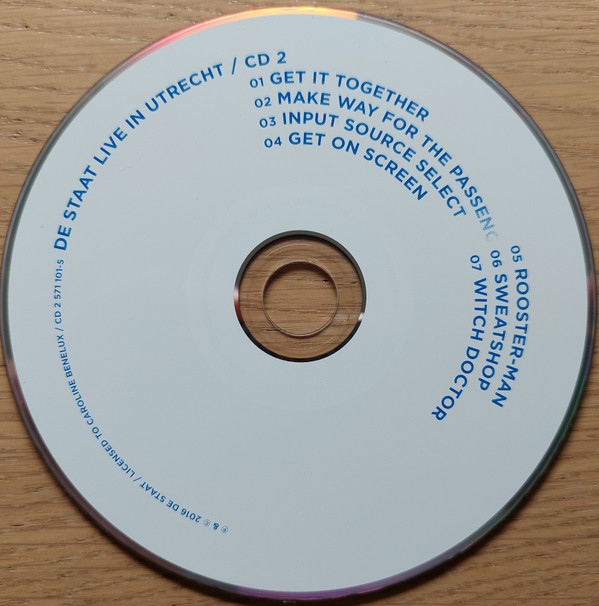 DE STAAT LIVE IN UTRECHT / CD 2
01 GET IT TOGETHER
02 MAKE WAY FOR THE PASSENG
03 INPUT SOURCE SELECT
04 GET ON SCREEN
05 ROOSTER-MAN
06 SWEATSHOP
07 WITCH DOCTOR
℗ & © 2016 DE STAAT / LICENSED TO CAROLINE BENELUX / CD 2 571 101-5